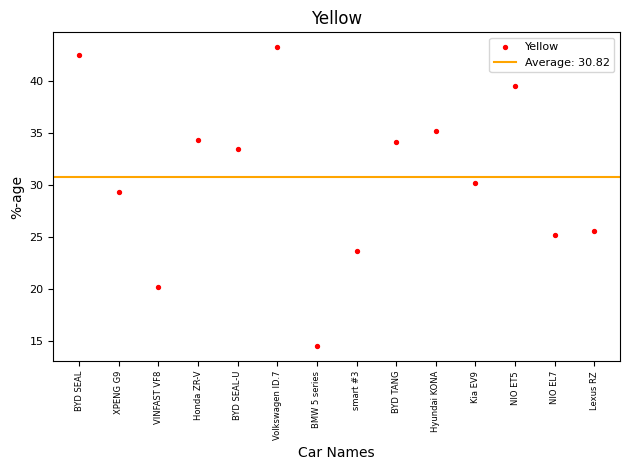 Yellow
Yellow
Average: 30.82
%-age
40
35
30
25
20
15
BYD SEAL
XPENG G9
VINFAST VF8
Honda ZR-V
BYD SEAL-U
Volkswagen ID.7
BMW 5 series
smart #3
BYD TANG
Hyundai KONA
Kia EV9
NIO ET5
NIO EL7
Lexus RZ
Car Names